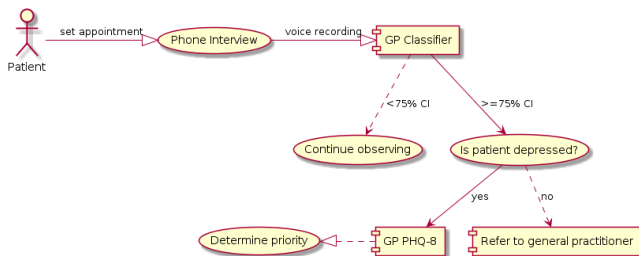 set appointment
Phone Interview
voice recording
GP Classifier
Patient
<75% CI
>=75% CI
Continue observing
Is patient depressed?
yes
no
Determine priority
GP PHQ-8
Refer to general practitioner